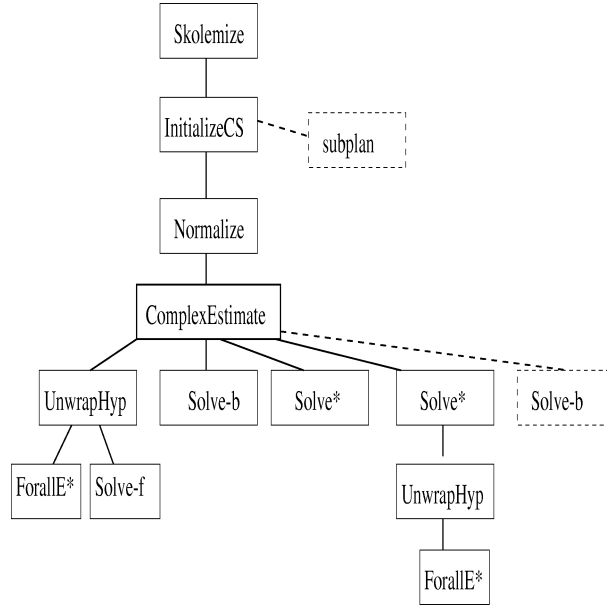 Skolemize
InitializeCS
subplan
Normalize
ComplexEstimate
UnwrapHyp
Solve-b
Solve*
Solve*
Solve-b
ForallE*
Solve-f
UnwrapHyp
ForallE*